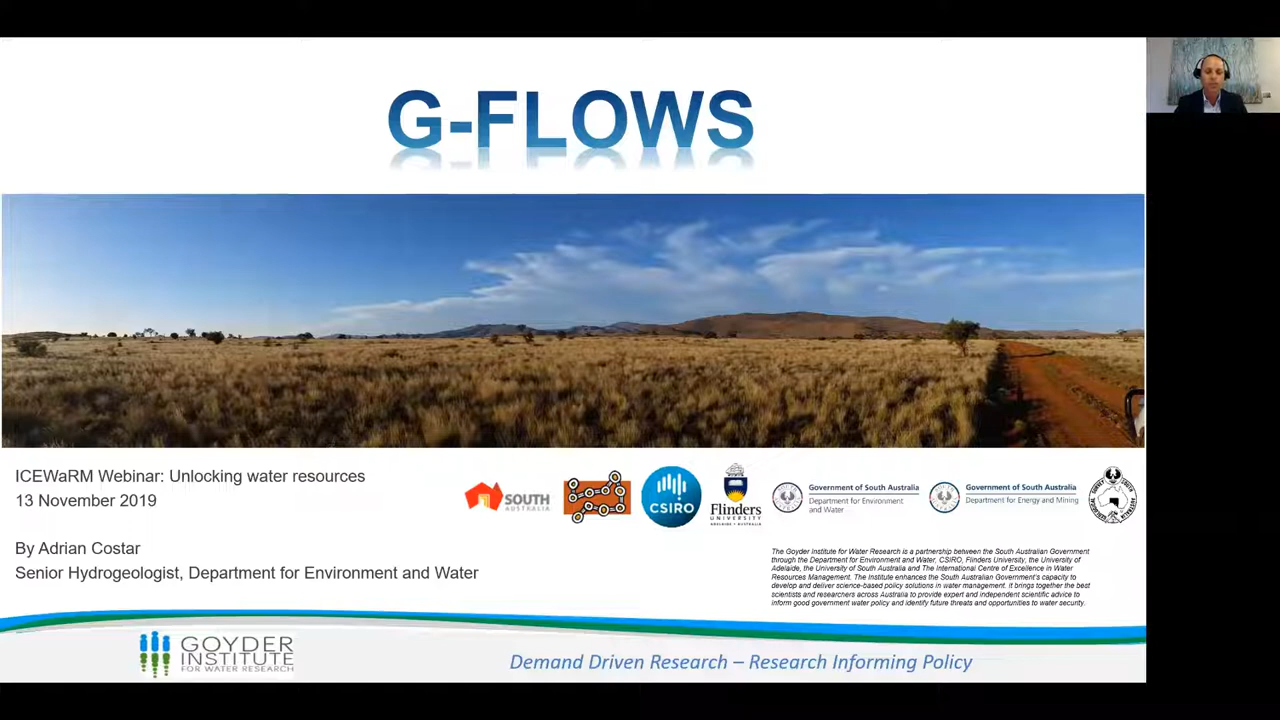 G-FLOWS
ICEWaRM Webinar: Unlocking water resources
13 November 2019
By Adrian Costar
Senior Hydrogeologist, Department for Environment and Water
SOUTH
AUSTRALIA
CSIRO
Flinders
UNIVERSITY
ADELAIDE • AUSTRALIA
Government of South Australia
Department for Environment
and Water
Government of South Australia
Department for Energy and Mining
The Goyder Institute for Water Research is a partnership between the South Australian Government
through the Department for Environment and Water, CSIRO, Flinders University, the University of
Adelaide, the University of South Australia and The International Centre of Excellence in Water
Resources Management. The Institute enhances the South Australian Government's capacity to
develop and deliver science-based policy solutions in water management. It brings together the best
scientists and researchers across Australia to provide expert and independent scientific advice to
inform good government water policy and identify future threats and opportunities to water security.
GOYDER
INSTITUTE
FOR WATER RESEARCH
Demand Driven Research – Research Informing Policy